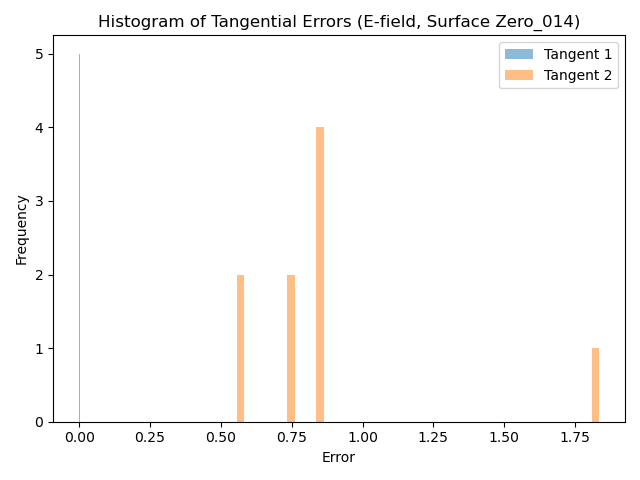 Histogram of Tangential Errors (E-field, Surface Zero_014)
Tangent 1
Tangent 2
Frequency
5
4
3
2
1
0
0.00 0.25 0.50 0.75 1.00 1.25 1.50 1.75
Error